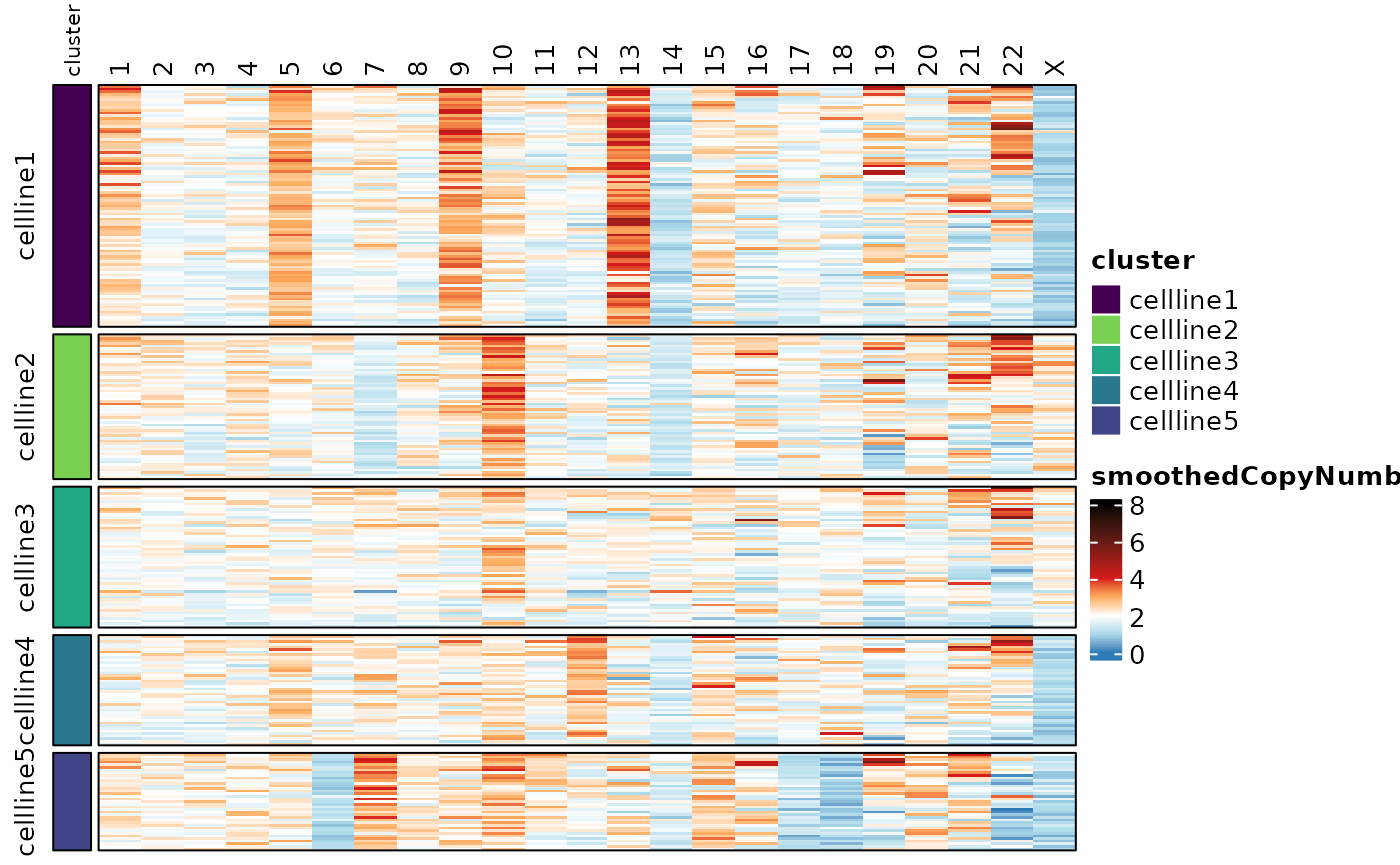 cluster 1 2 3 4 5 6 7 8 9 10 11 12 13 14 15 16 17 18 19 20 21 22 X
cellline1
cellline2
cellline3
cellline4
cellline5
cluster
cellline1
cellline2
cellline3
cellline4
cellline5
smoothedCopyNumb
8
6
4
2
0